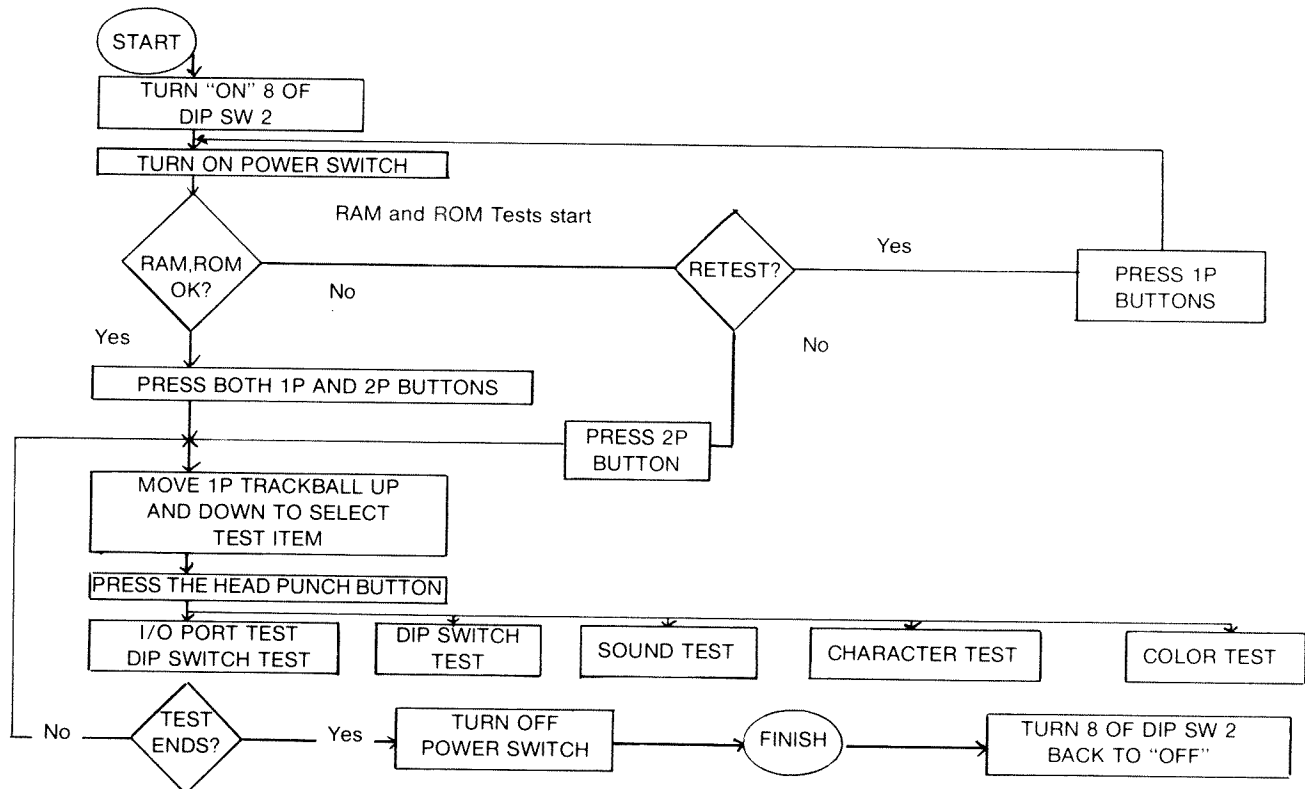 START
TURN “ON” 8 OF
DIP SW 2
TURN ON POWER SWITCH
RAM and ROM Tests start
RAM,ROM
OK?
No
RETEST?
Yes
PRESS 1P
BUTTONS
Yes
No
PRESS BOTH 1P AND 2P BUTTONS
PRESS 2P
BUTTON
MOVE 1P TRACKBALL UP
AND DOWN TO SELECT
TEST ITEM
PRESS THE HEAD PUNCH BUTTON
I/O PORT TEST
DIP SWITCH TEST
DIP SWITCH
TEST
SOUND TEST
CHARACTER TEST
COLOR TEST
No
TEST
ENDS?
Yes
TURN OFF
POWER SWITCH
FINISH
TURN 8 OF DIP SW 2
BACK TO “OFF”